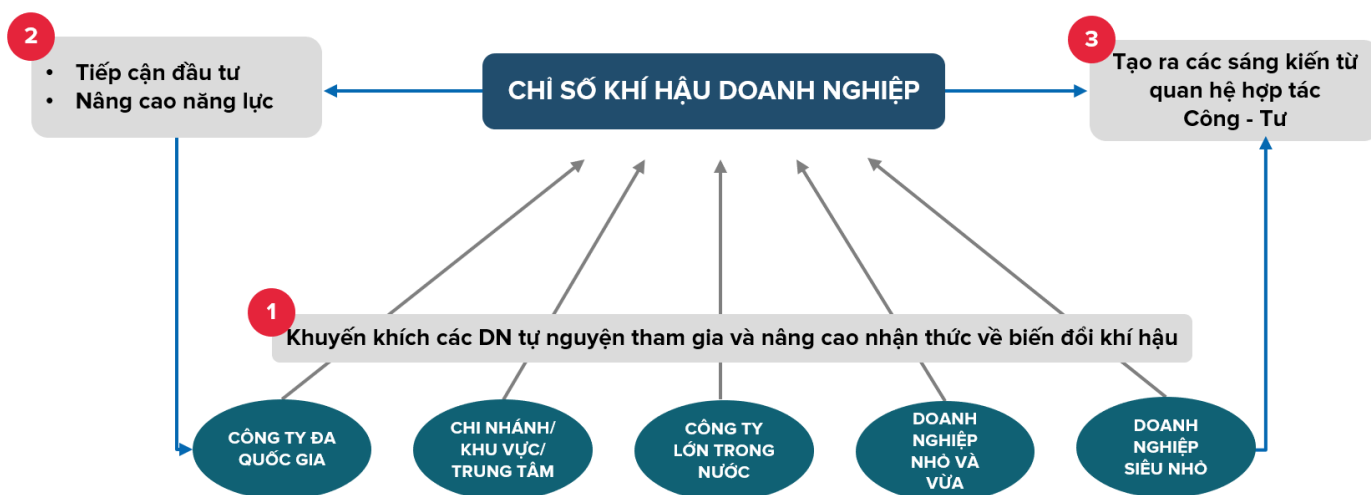 2
• Tiếp cận đầu tư
• Nâng cao năng lực
CHỈ SỐ KHÍ HẬU DOANH NGHIỆP
3
Tạo ra các sáng kiến từ
quan hệ hợp tác
Công - Tư
1
Khuyến khích các DN tự nguyện tham gia và nâng cao nhận thức về biến đổi khí hậu
CÔNG TY ĐA
QUỐC GIA
CHI NHÁNH/
KHU VỰC/
TRUNG TÂM
CÔNG TY
LỚN TRONG
NƯỚC
DOANH
NGHIỆP
NHỎ VÀ
VỪA
DOANH
NGHIỆP
SIÊU NHỎ